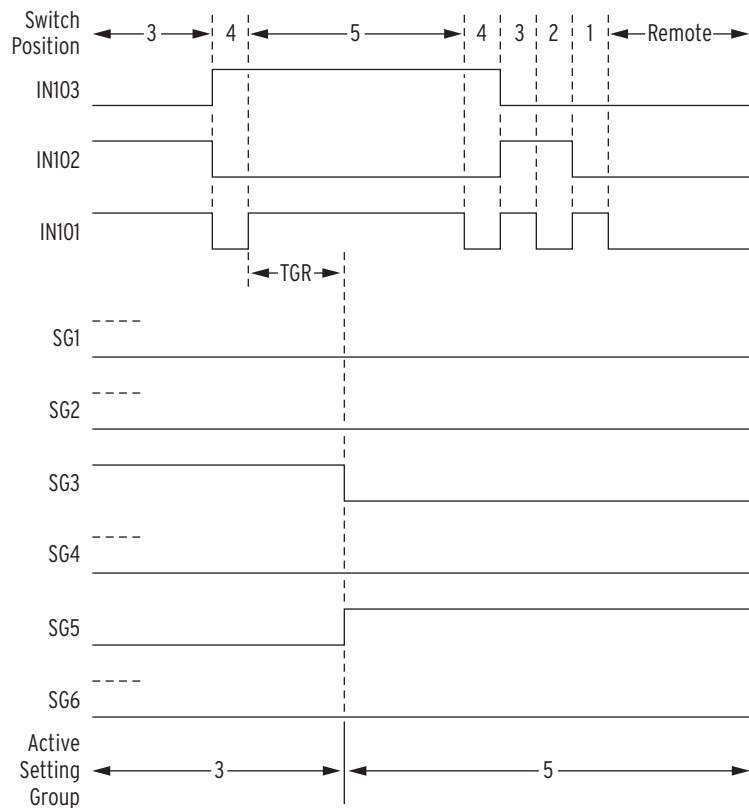 Switch
Position
3 4 5 4 3 2 1 Remote
IN103
IN102
IN101
TGR
SG1
SG2
SG3
SG4
SG5
SG6
Active
Setting
Group
3 5